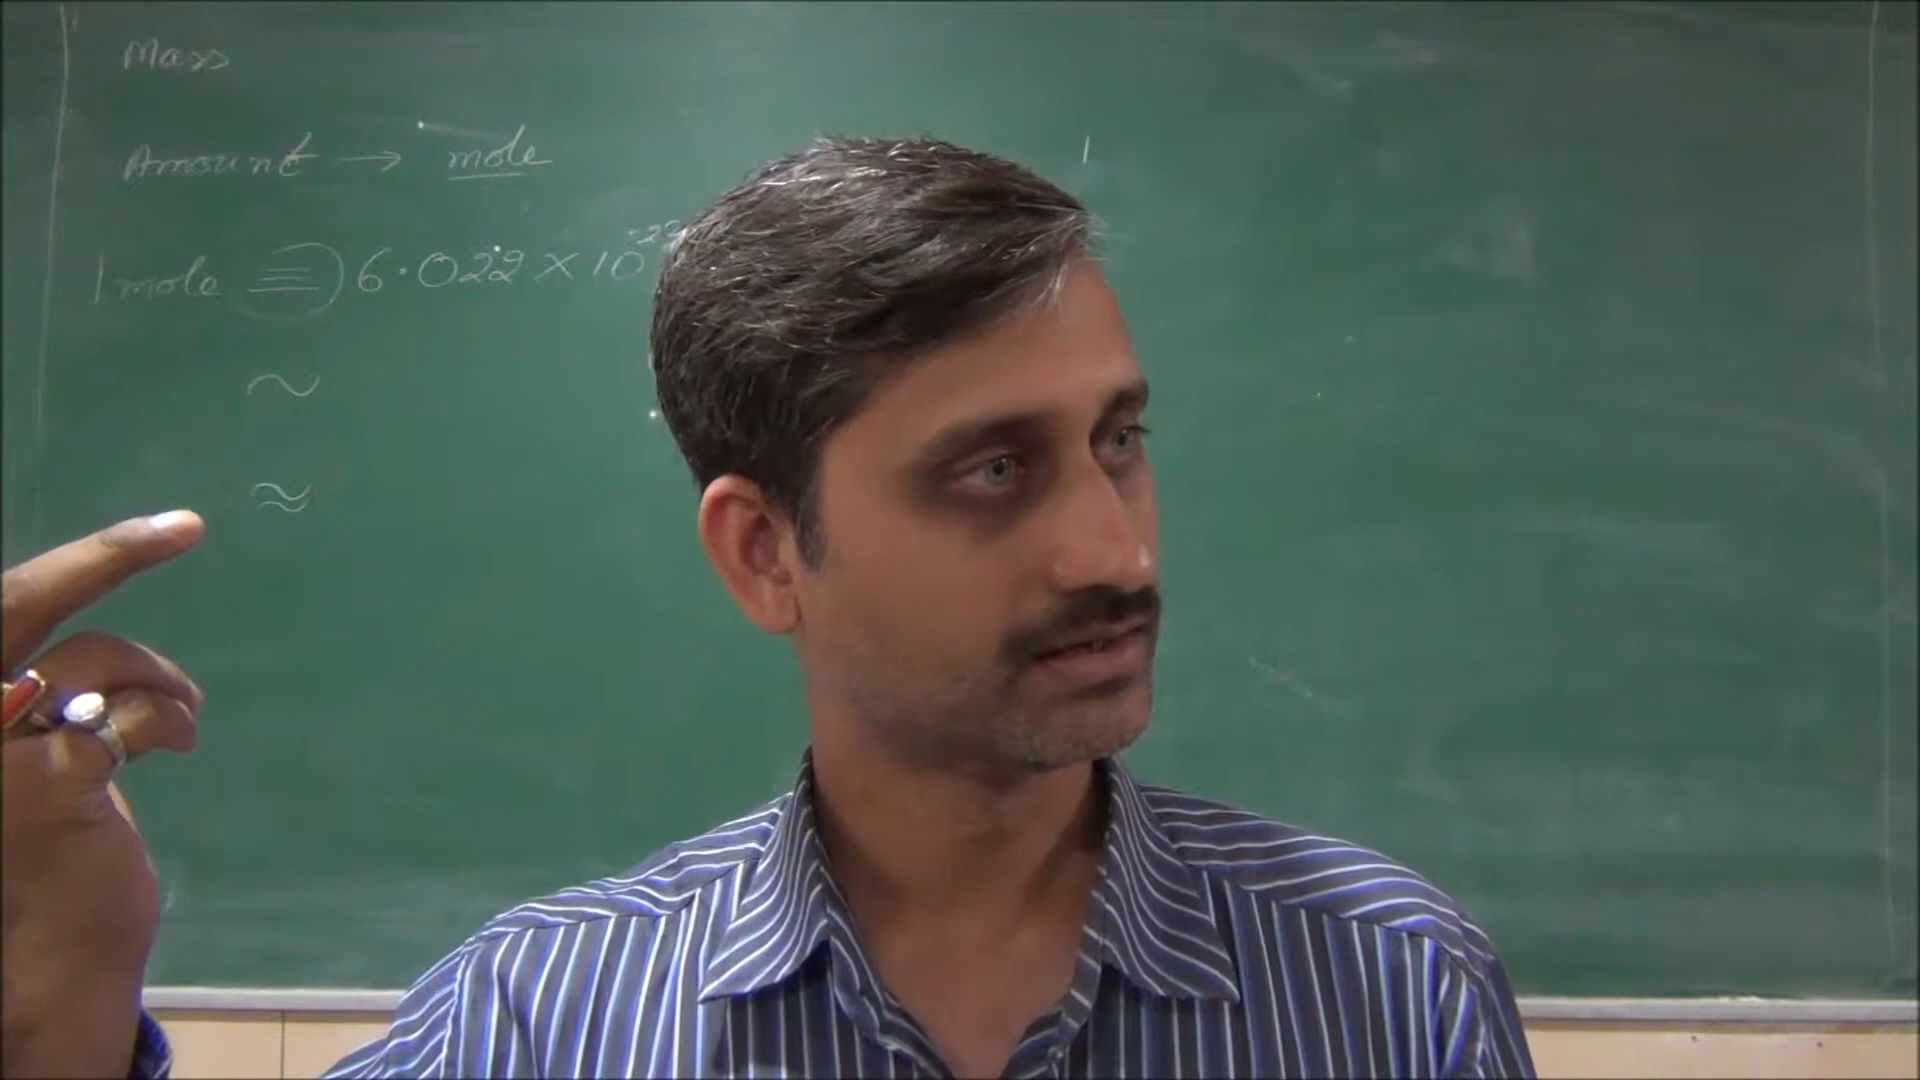 Mass
Amount → mole
1 mole ≡ 6.022 × 10
~
≈